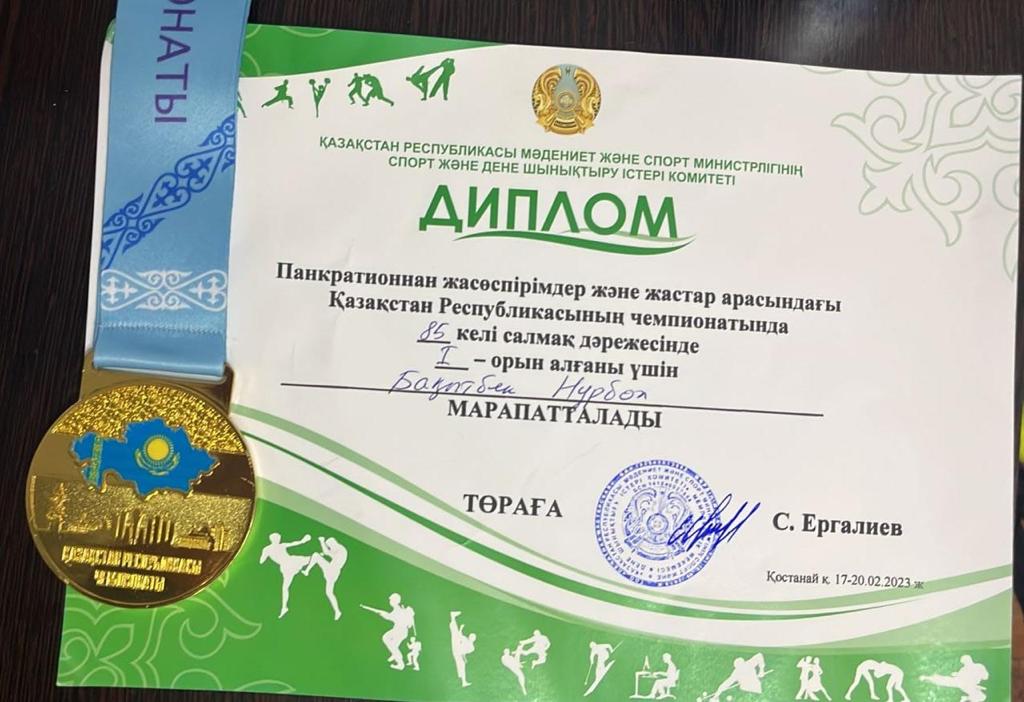 ОНАТЫ
ҚАЗАҚСТАН РЕСПУБЛИКАСЫ МӘДЕНИЕТ ЖӘНЕ СПОРТ МИНИСТРЛІГІНІҢ
СПОРТ ЖӘНЕ ДЕНЕ ШЫНЫҚТЫРУ ІСТЕРІ КОМИТЕТІ
ДИПЛОМ
Панкратионнан жасөспірімдер және жастар арасындағы
Қазақстан Республикасының чемпионатында
85 келі салмақ дәрежесінде
I – орын алғаны үшін
Бақытбек Нұрбол
МАРАПАТТАЛАДЫ
ТӨРАҒА
С. Ергалиев
Қостанай қ. 17-20.02.2023 ж
ҚАЗАҚСТАН РЕСПУБЛИКАСЫ
ЧЕМПИОНАТЫ